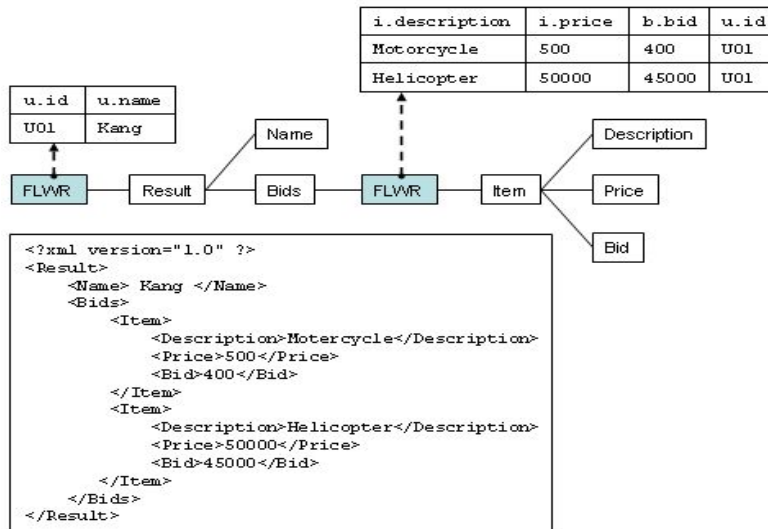 i.description i.price b.bid u.id
Motorcycle 500 400 U01
Helicopter 50000 45000 U01
u.id u.name
U01 Kang
Name
Description
FLWR Result Bids FLWR Item Price
Bid
<?xml version="1.0" ?>
<Result>
<Name> Kang </Name>
<Bids>
<Item>
<Description>Motercycle</Description>
<Price>500</Price>
<Bid>400</Bid>
</Item>
<Item>
<Description>Helicopter</Description>
<Price>50000</Price>
<Bid>45000</Bid>
</Item>
</Bids>
</Result>